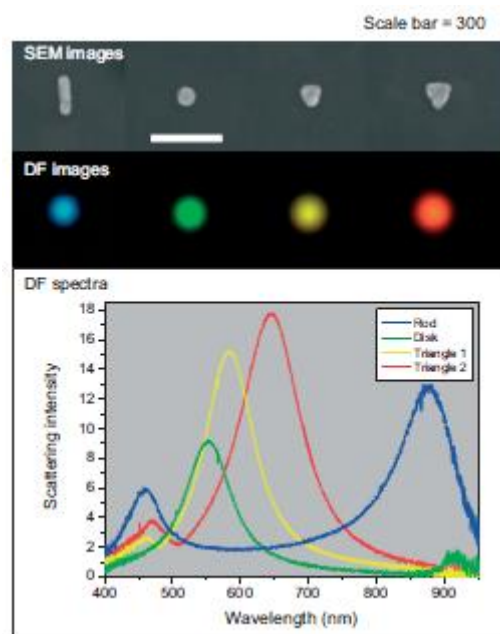 Scale bar = 300
SEM images
DF images
DF spectra
Scattering intensity
18
16
14
12
10
8
6
4
2
0
Rod
Disk
Triangle 1
Triangle 2
400
500
600
700
800
900
Wavelength (nm)